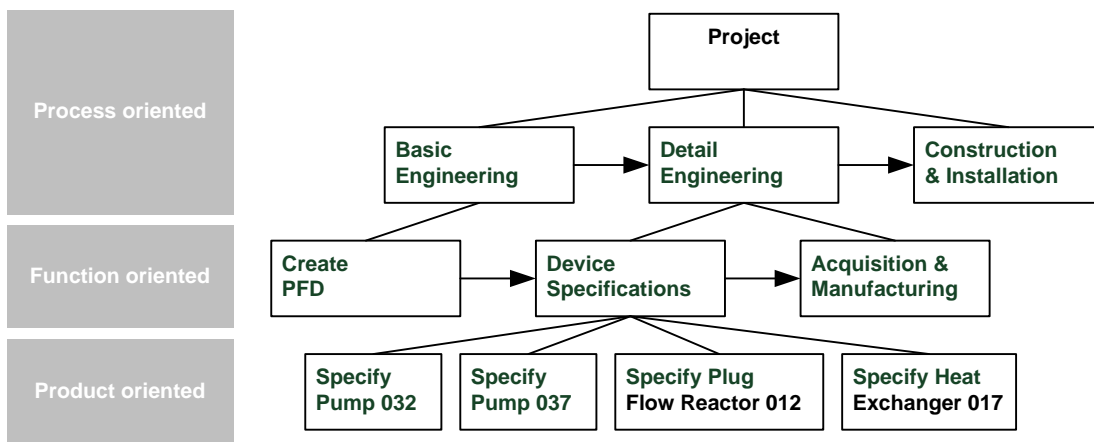 Project
Process oriented
Basic
Engineering
Detail
Engineering
Construction
& Installation
Function oriented
Create
PFD
Device
Specifications
Acquisition &
Manufacturing
Product oriented
Specify
Pump 032
Specify
Pump 037
Specify Plug
Flow Reactor 012
Specify Heat
Exchanger 017